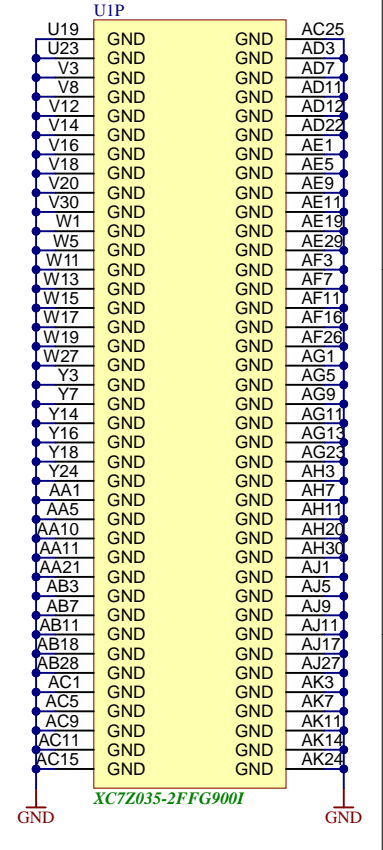 U1P
U19 GND GND AC25
U23 GND GND AD3
V3 GND GND AD7
V8 GND GND AD11
V12 GND GND AD12
V14 GND GND AD22
V16 GND GND AE1
V18 GND GND AE5
V20 GND GND AE9
V30 GND GND AE11
W1 GND GND AE19
W5 GND GND AE29
W11 GND GND AF3
W13 GND GND AF7
W15 GND GND AF11
W17 GND GND AF16
W19 GND GND AF26
W27 GND GND AG1
Y3 GND GND AG5
Y7 GND GND AG9
Y14 GND GND AG11
Y16 GND GND AG13
Y18 GND GND AG23
Y24 GND GND AH3
AA1 GND GND AH7
AA5 GND GND AH11
AA10 GND GND AH20
AA11 GND GND AH30
AA21 GND GND AJ1
AB3 GND GND AJ5
AB7 GND GND AJ9
AB11 GND GND AJ11
AB18 GND GND AJ17
AB28 GND GND AJ27
AC1 GND GND AK3
AC5 GND GND AK7
AC9 GND GND AK11
AC11 GND GND AK14
AC15 GND GND AK24
XC7Z035-2FFG900I
GND GND